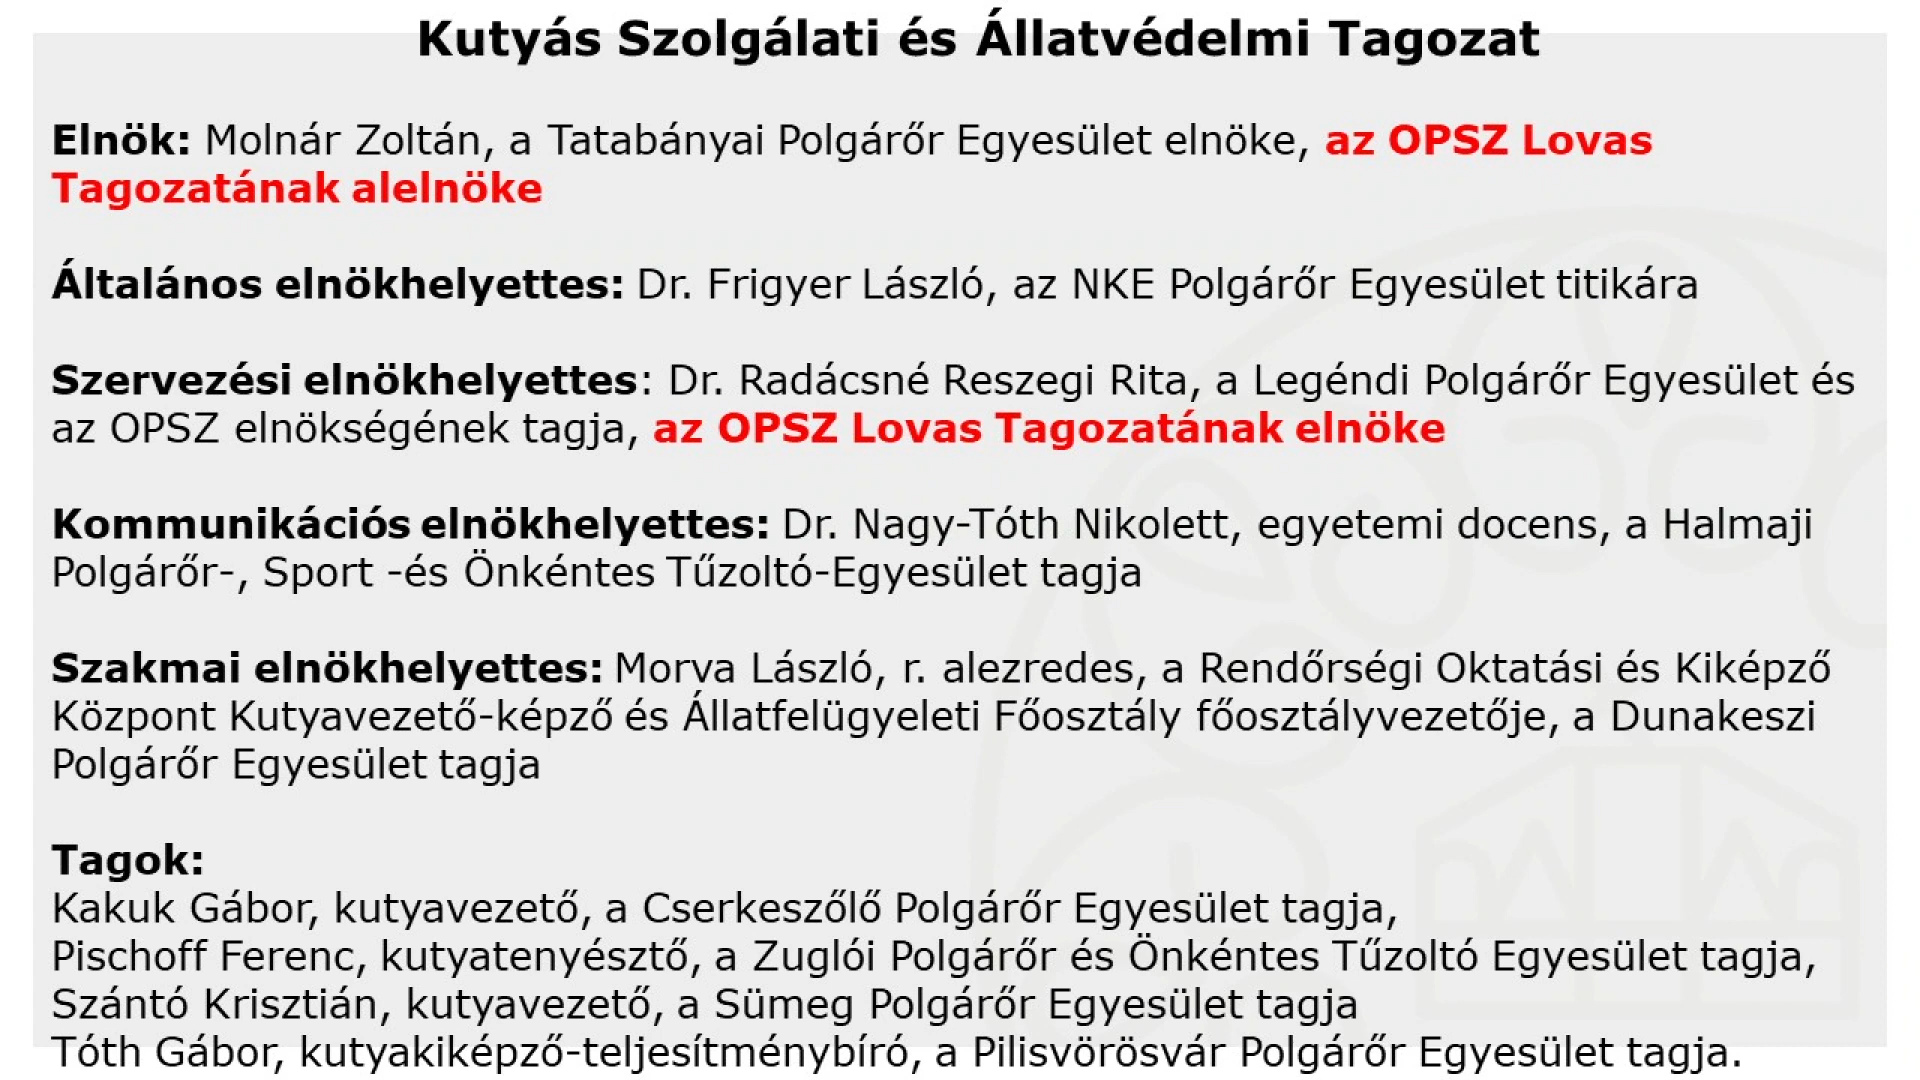 Kutyás Szolgálati és Állatvédelmi Tagozat
Elnök: Molnár Zoltán, a Tatabányai Polgárőr Egyesület elnöke, az OPSZ Lovas
Tagozatának alelnöke
Általános elnökhelyettes: Dr. Frigyer László, az NKE Polgárőr Egyesület titikára
Szervezési elnökhelyettes: Dr. Radácsné Reszegi Rita, a Legéndi Polgárőr Egyesület és
az OPSZ elnökségének tagja, az OPSZ Lovas Tagozatának elnöke
Kommunikációs elnökhelyettes: Dr. Nagy-Tóth Nikolett, egyetemi docens, a Halmaji
Polgárőr-, Sport -és Önkéntes Tűzoltó-Egyesület tagja
Szakmai elnökhelyettes: Morva László, r. alezredes, a Rendőrségi Oktatási és Kiképző
Központ Kutyavezető-képző és Állatfelügyeleti Főosztály főosztályvezetője, a Dunakeszi
Polgárőr Egyesület tagja
Tagok:
Kakuk Gábor, kutyavezető, a Cserkeszőlő Polgárőr Egyesület tagja,
Pischoff Ferenc, kutyatenyésztő, a Zuglói Polgárőr és Önkéntes Tűzoltó Egyesület tagja,
Szántó Krisztián, kutyavezető, a Sümeg Polgárőr Egyesület tagja
Tóth Gábor, kutyakiképző-teljesítménybíró, a Pilisvörösvár Polgárőr Egyesület tagja.